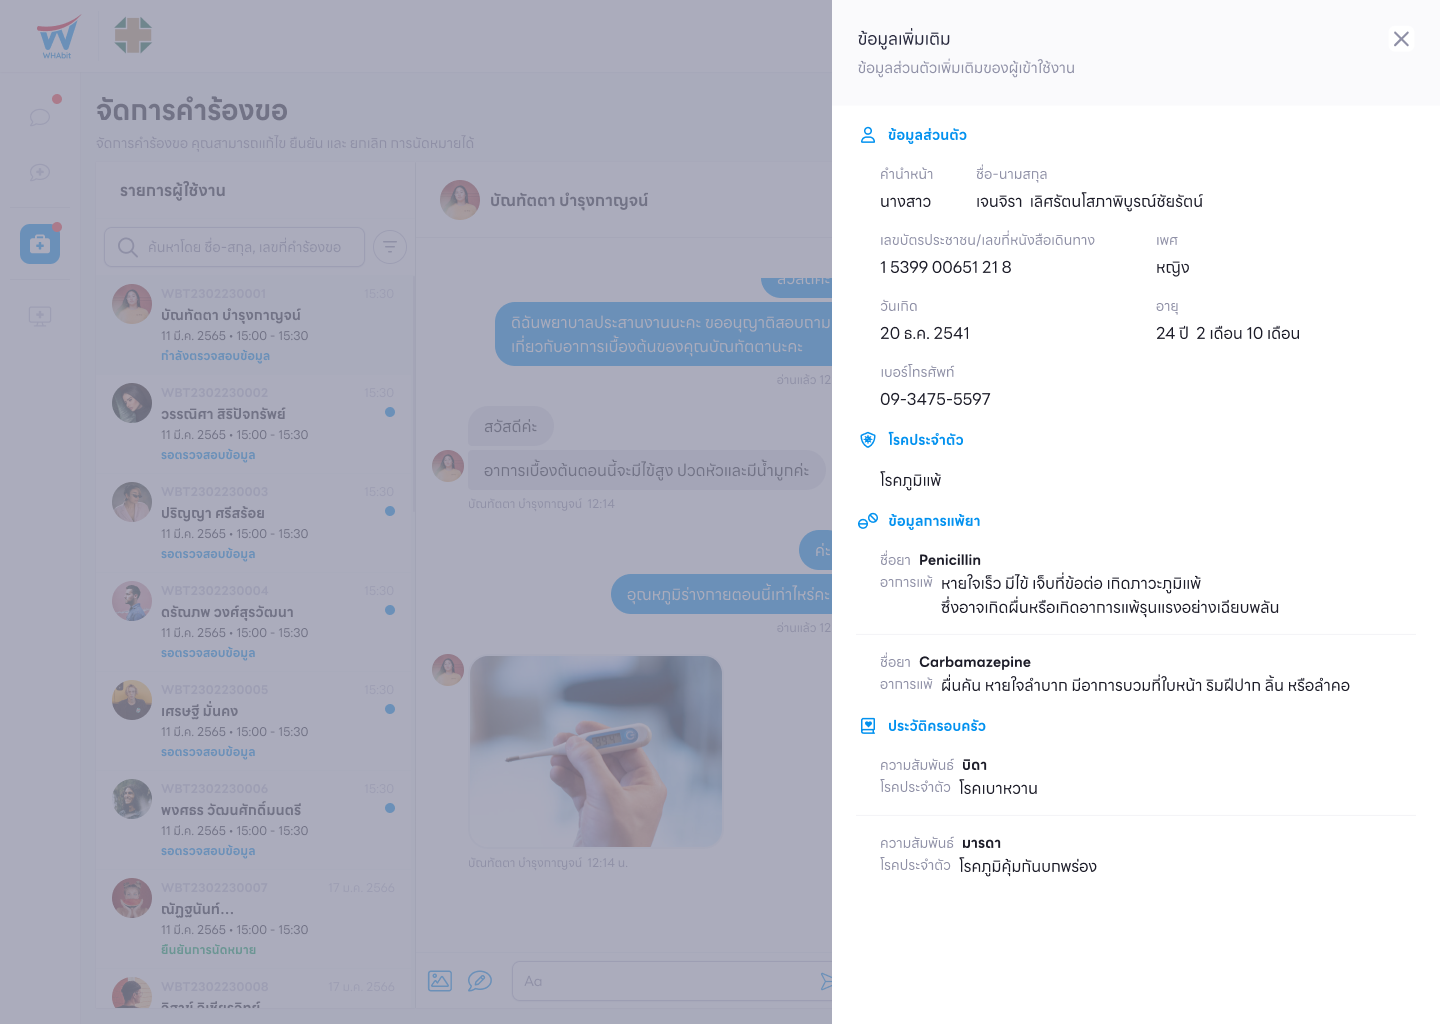 WHAbit
จัดการคำร้องขอ
จัดการคำร้องขอ คุณสามารถแก้ไข ยืนยัน และ ยกเลิก การนัดหมายได้
รายการผู้ใช้งาน
ค้นหาโดย ชื่อ-สกุล, เลขที่คำร้องขอ
WBT2302230001 15:30
บัณทัตตา บำรุงกาญจน์
11 มี.ค. 2565 • 15:00 - 15:30
กำลังตรวจสอบข้อมูล
WBT2302230002 15:30
วรรณิศา สิริปัจทรัพย์
11 มี.ค. 2565 • 15:00 - 15:30
รอตรวจสอบข้อมูล
WBT2302230003 15:30
ปริญญา ศรีสร้อย
11 มี.ค. 2565 • 15:00 - 15:30
รอตรวจสอบข้อมูล
WBT2302230004 15:30
ดรัณภพ วงศ์สุรวัฒนา
11 มี.ค. 2565 • 15:00 - 15:30
รอตรวจสอบข้อมูล
WBT2302230005 15:30
เศรษฐี มั่นคง
11 มี.ค. 2565 • 15:00 - 15:30
รอตรวจสอบข้อมูล
WBT2302230006 15:30
พงศธร วัฒนศักดิ์มนตรี
11 มี.ค. 2565 • 15:00 - 15:30
รอตรวจสอบข้อมูล
WBT2302230007 17 ม.ค. 2566
ณัฏฐนันท์...
11 มี.ค. 2565 • 15:00 - 15:30
ยืนยันการนัดหมาย
WBT2302230008 17 ม.ค. 2566
บัณทัตตา บำรุงกาญจน์
สวัสดีค่ะ
ดิฉันพยาบาลประสานงานนะคะ ขออนุญาติสอบถาม
เกี่ยวกับอาการเบื้องต้นของคุณบัณทัตตานะคะ
อ่านแล้ว 12
สวัสดีค่ะ
อาการเบื้องต้นตอนนี้จะมีไข้สูง ปวดหัวและมีน้ำมูกค่ะ
บัณทัตตา บำรุงกาญจน์ 12:14
ค่ะ
อุณหภูมิร่างกายตอนนี้เท่าไหร่คะ
อ่านแล้ว 12
บัณทัตตา บำรุงกาญจน์ 12:14 น.
Aa
ข้อมูลเพิ่มเติม
ข้อมูลส่วนตัวเพิ่มเติมของผู้เข้าใช้งาน
ข้อมูลส่วนตัว
คำนำหน้า ชื่อ-นามสกุล
นางสาว เจนจิรา เลิศรัตนโสภาพิบูรณ์ชัยรัตน์
เลขบัตรประชาชน/เลขที่หนังสือเดินทาง เพศ
1 5399 00651 21 8 หญิง
วันเกิด อายุ
20 ธ.ค. 2541 24 ปี 2 เดือน 10 เดือน
เบอร์โทรศัพท์
09-3475-5597
โรคประจำตัว
โรคภูมิแพ้
ข้อมูลการแพ้ยา
ชื่อยา Penicillin
อาการแพ้ หายใจเร็ว มีไข้ เจ็บที่ข้อต่อ เกิดภาวะภูมิแพ้
ซึ่งอาจเกิดผื่นหรือเกิดอาการแพ้รุนแรงอย่างเฉียบพลัน
ชื่อยา Carbamazepine
อาการแพ้ ผื่นคัน หายใจลำบาก มีอาการบวมที่ใบหน้า ริมฝีปาก ลิ้น หรือลำคอ
ประวัติครอบครัว
ความสัมพันธ์ บิดา
โรคประจำตัว โรคเบาหวาน
ความสัมพันธ์ มารดา
โรคประจำตัว โรคภูมิคุ้มกันบกพร่อง